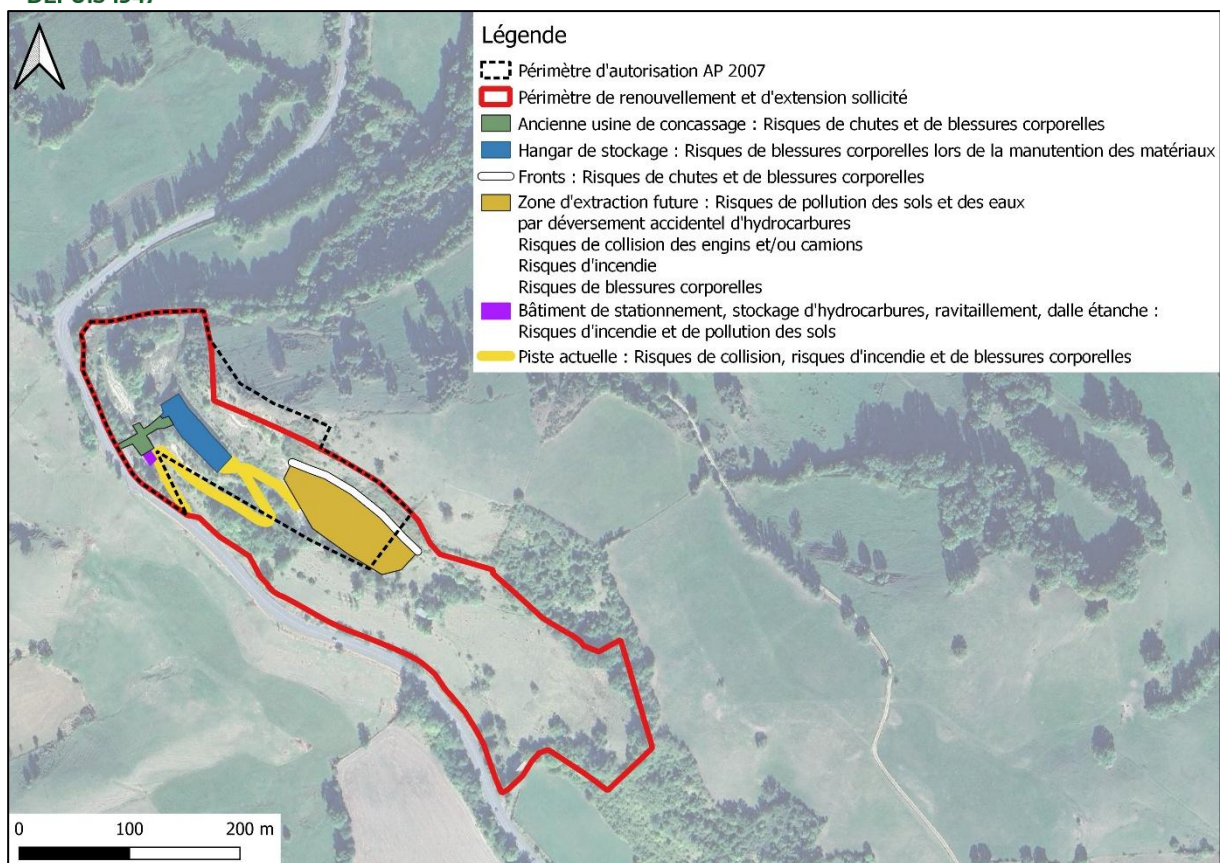 Légende
Périmètre d'autorisation AP 2007
Périmètre de renouvellement et d'extension sollicité
Ancienne usine de concassage : Risques de chutes et de blessures corporelles
Hangar de stockage : Risques de blessures corporelles lors de la manutention des matériaux
Fronts : Risques de chutes et de blessures corporelles
Zone d'extraction future : Risques de pollution des sols et des eaux
par déversement accidentel d'hydrocarbures
Risques de collision des engins et/ou camions
Risques d'incendie
Risques de blessures corporelles
Bâtiment de stationnement, stockage d'hydrocarbures, ravitaillement, dalle étanche :
Risques d'incendie et de pollution des sols
Piste actuelle : Risques de collision, risques d'incendie et de blessures corporelles
0 100 200 m